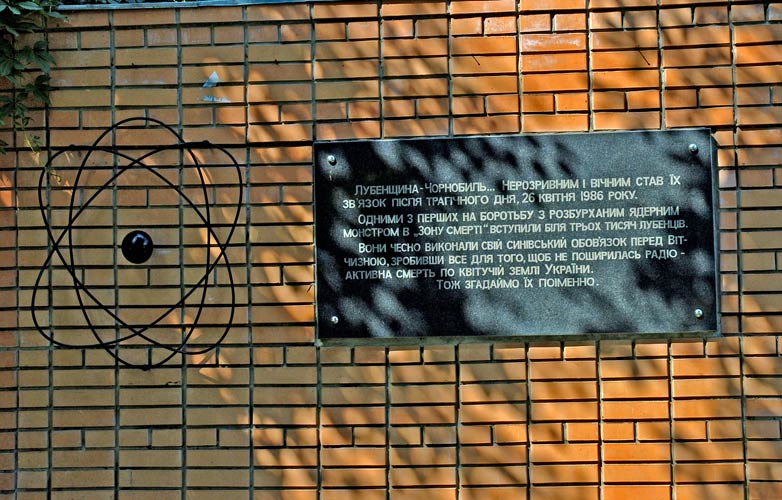 Лубенщина-Чорнобиль... Нерозривним і вічним став їх
зв'язок після трагічного дня, 26 квітня 1986 року.
Одними з перших на боротьбу з розбурханим ядерним
монстром в „зону смерті" вступили біля трьох тисяч лубенців.
Вони чесно виконали свій синівський обов'язок перед Віт-
чизною, зробивши все для того, щоб не поширилась радіо-
активна смерть по квітучій землі України.
Тож згадаймо їх поіменно.